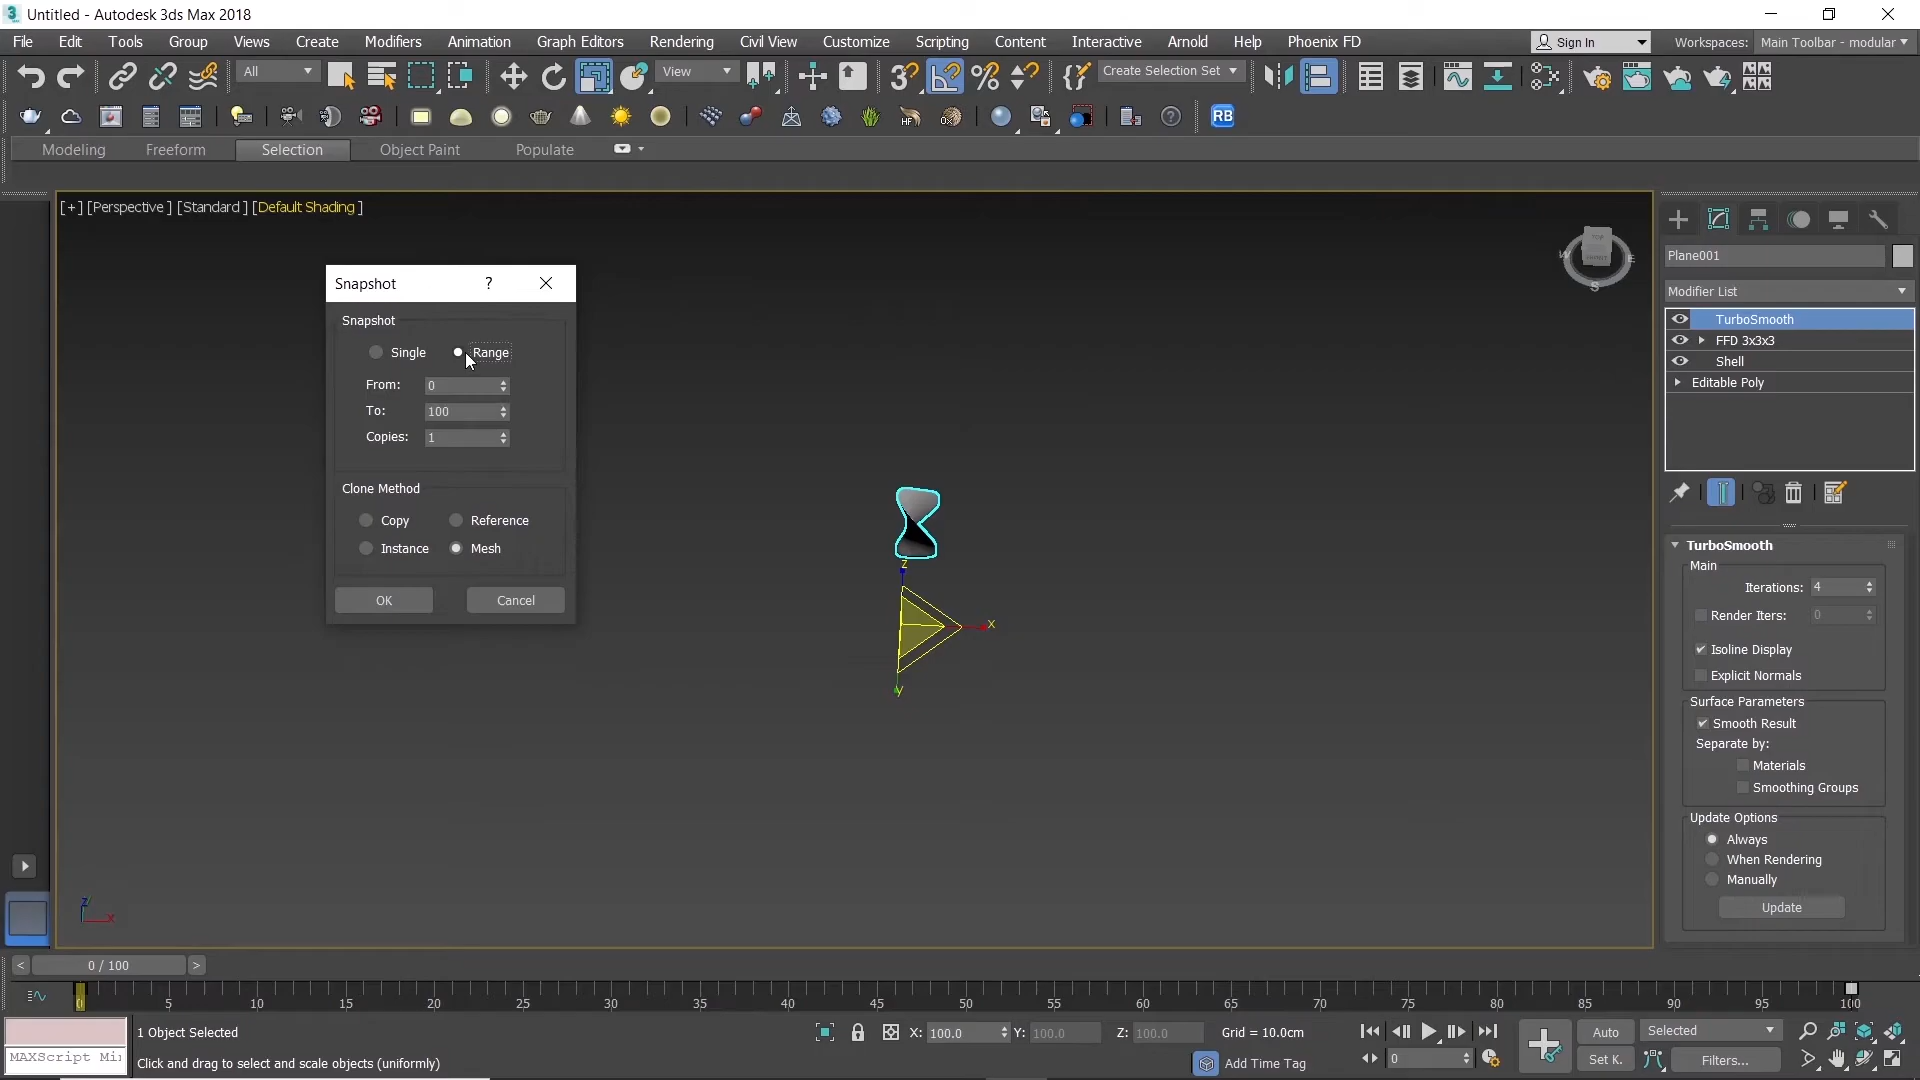 Untitled - Autodesk 3ds Max 2018
File Edit Tools Group Views Create Modifiers Animation Graph Editors Rendering Civil View Customize Scripting Content Interactive Arnold Help Phoenix FD Sign In Workspaces: Main Toolbar - modular
All View Create Selection Set
RB
Modeling Freeform Selection Object Paint Populate
[+] [Perspective ] [Standard ] [Default Shading ]
Plane001
Modifier List
TurboSmooth
FFD 3x3x3
Shell
Editable Poly
Snapshot ?
Snapshot
Single Range
From: 0
To: 100
Copies: 1
Clone Method
Copy Reference
Instance Mesh
OK Cancel
z
x
y
TurboSmooth
Main
Iterations: 4
Render Iters: 0
Isoline Display
Explicit Normals
Surface Parameters
Smooth Result
Separate by:
Materials
Smoothing Groups
Update Options
Always
When Rendering
Manually
Update
z
x
< 0 / 100 >
0 5 10 15 20 25 30 35 40 45 50 55 60 65 70 75 80 85 90 95 100
1 Object Selected X: 100.0 Y: 100.0 Z: 100.0 Grid = 10.0cm Auto Selected
MAXScript Mi
Click and drag to select and scale objects (uniformly) Add Time Tag 0 Set K. Filters...